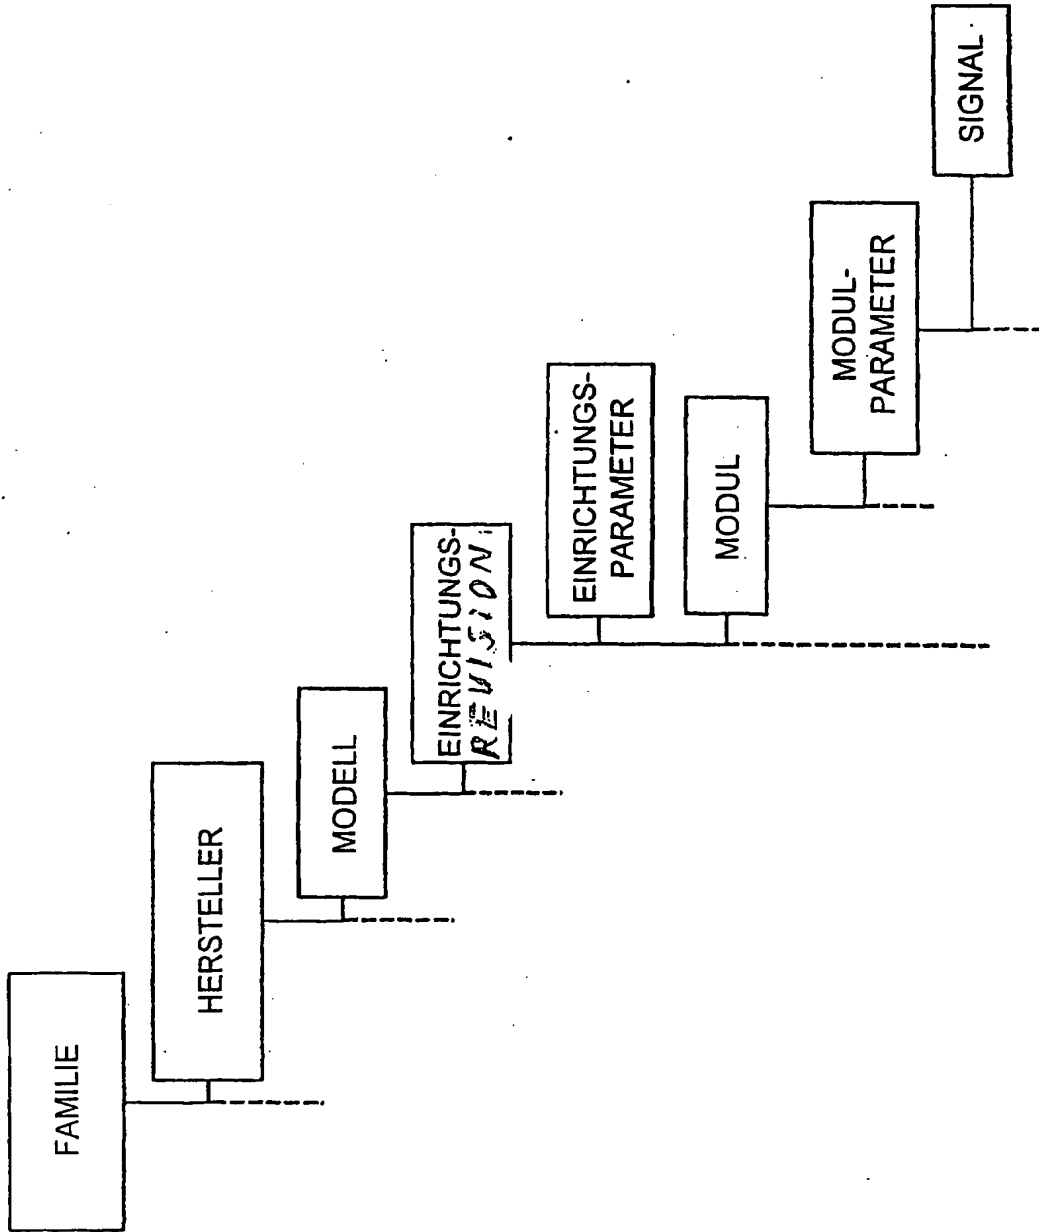 FAMILIE
HERSTELLER
MODELL
EINRICHTUNGS-
REVISION
EINRICHTUNGS-
PARAMETER
MODUL
MODUL-
PARAMETER
SIGNAL